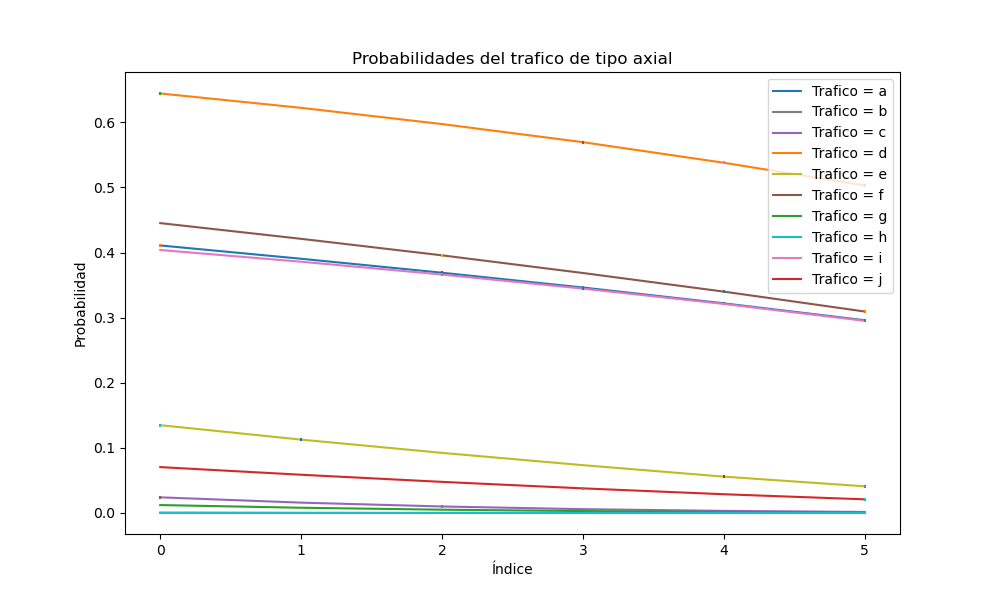 Probabilidades del trafico de tipo axial
Probabilidad
0.6
0.5
0.4
0.3
0.2
0.1
0.0
0 1 2 3 4 5
Índice
Trafico = a
Trafico = b
Trafico = c
Trafico = d
Trafico = e
Trafico = f
Trafico = g
Trafico = h
Trafico = i
Trafico = j